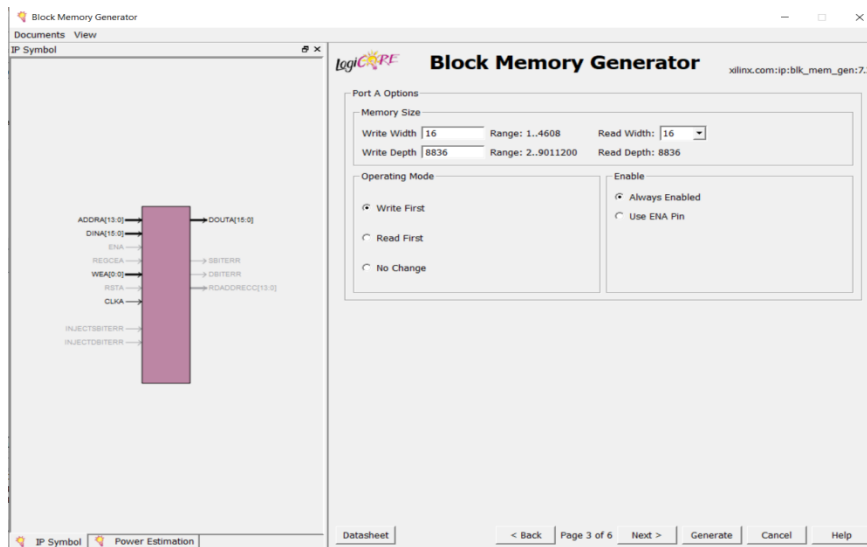 Block Memory Generator
Documents View
IP Symbol
ADDRA[13:0]
DINA[15:0]
ENA
REGCEA
WEA[0:0]
RSTA
CLKA
INJECTSBITERR
INJECTDBITERR
DOUTA[15:0]
SBITERR
DBITERR
RDADDRECC[13:0]
IP Symbol Power Estimation
LogiCORE
Block Memory Generator
xilinx.com:ip:blk_mem_gen:7.
Port A Options
Memory Size
Write Width 16 Range: 1..4608 Read Width: 16
Write Depth 8836 Range: 2..9011200 Read Depth: 8836
Operating Mode
Write First
Read First
No Change
Enable
Always Enabled
Use ENA Pin
Datasheet < Back Page 3 of 6 Next > Generate Cancel Help